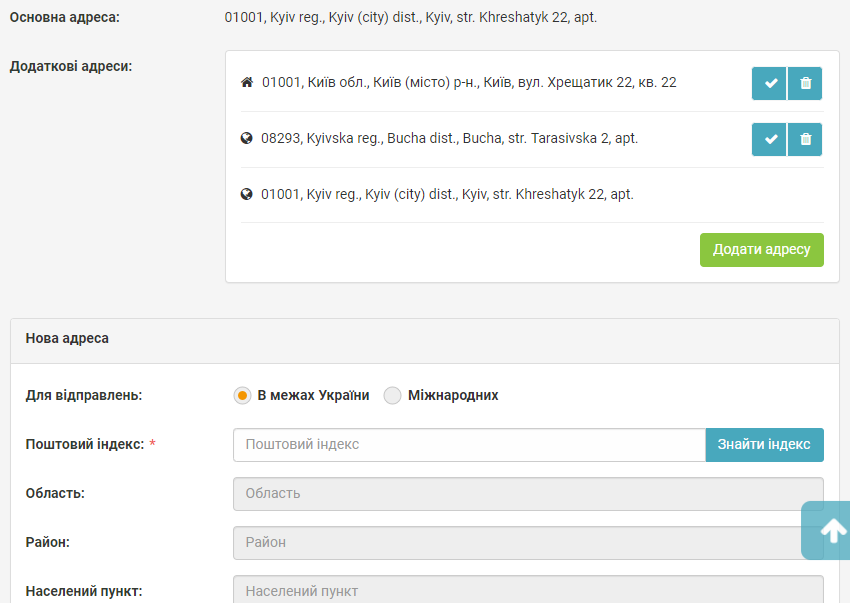 Основна адреса: 01001, Kyiv reg., Kyiv (city) dist., Kyiv, str. Khreshatyk 22, apt.
Додаткові адреси:
01001, Київ обл., Київ (місто) р-н., Київ, вул. Хрещатик 22, кв. 22
08293, Kyivska reg., Bucha dist., Bucha, str. Tarasivska 2, apt.
01001, Kyiv reg., Kyiv (city) dist., Kyiv, str. Khreshatyk 22, apt.
Додати адресу
Нова адреса
Для відправлень: В межах України Міжнародних
Поштовий індекс: * Поштовий індекс Знайти індекс
Область: Область
Район: Район
Населений пункт: Населений пункт